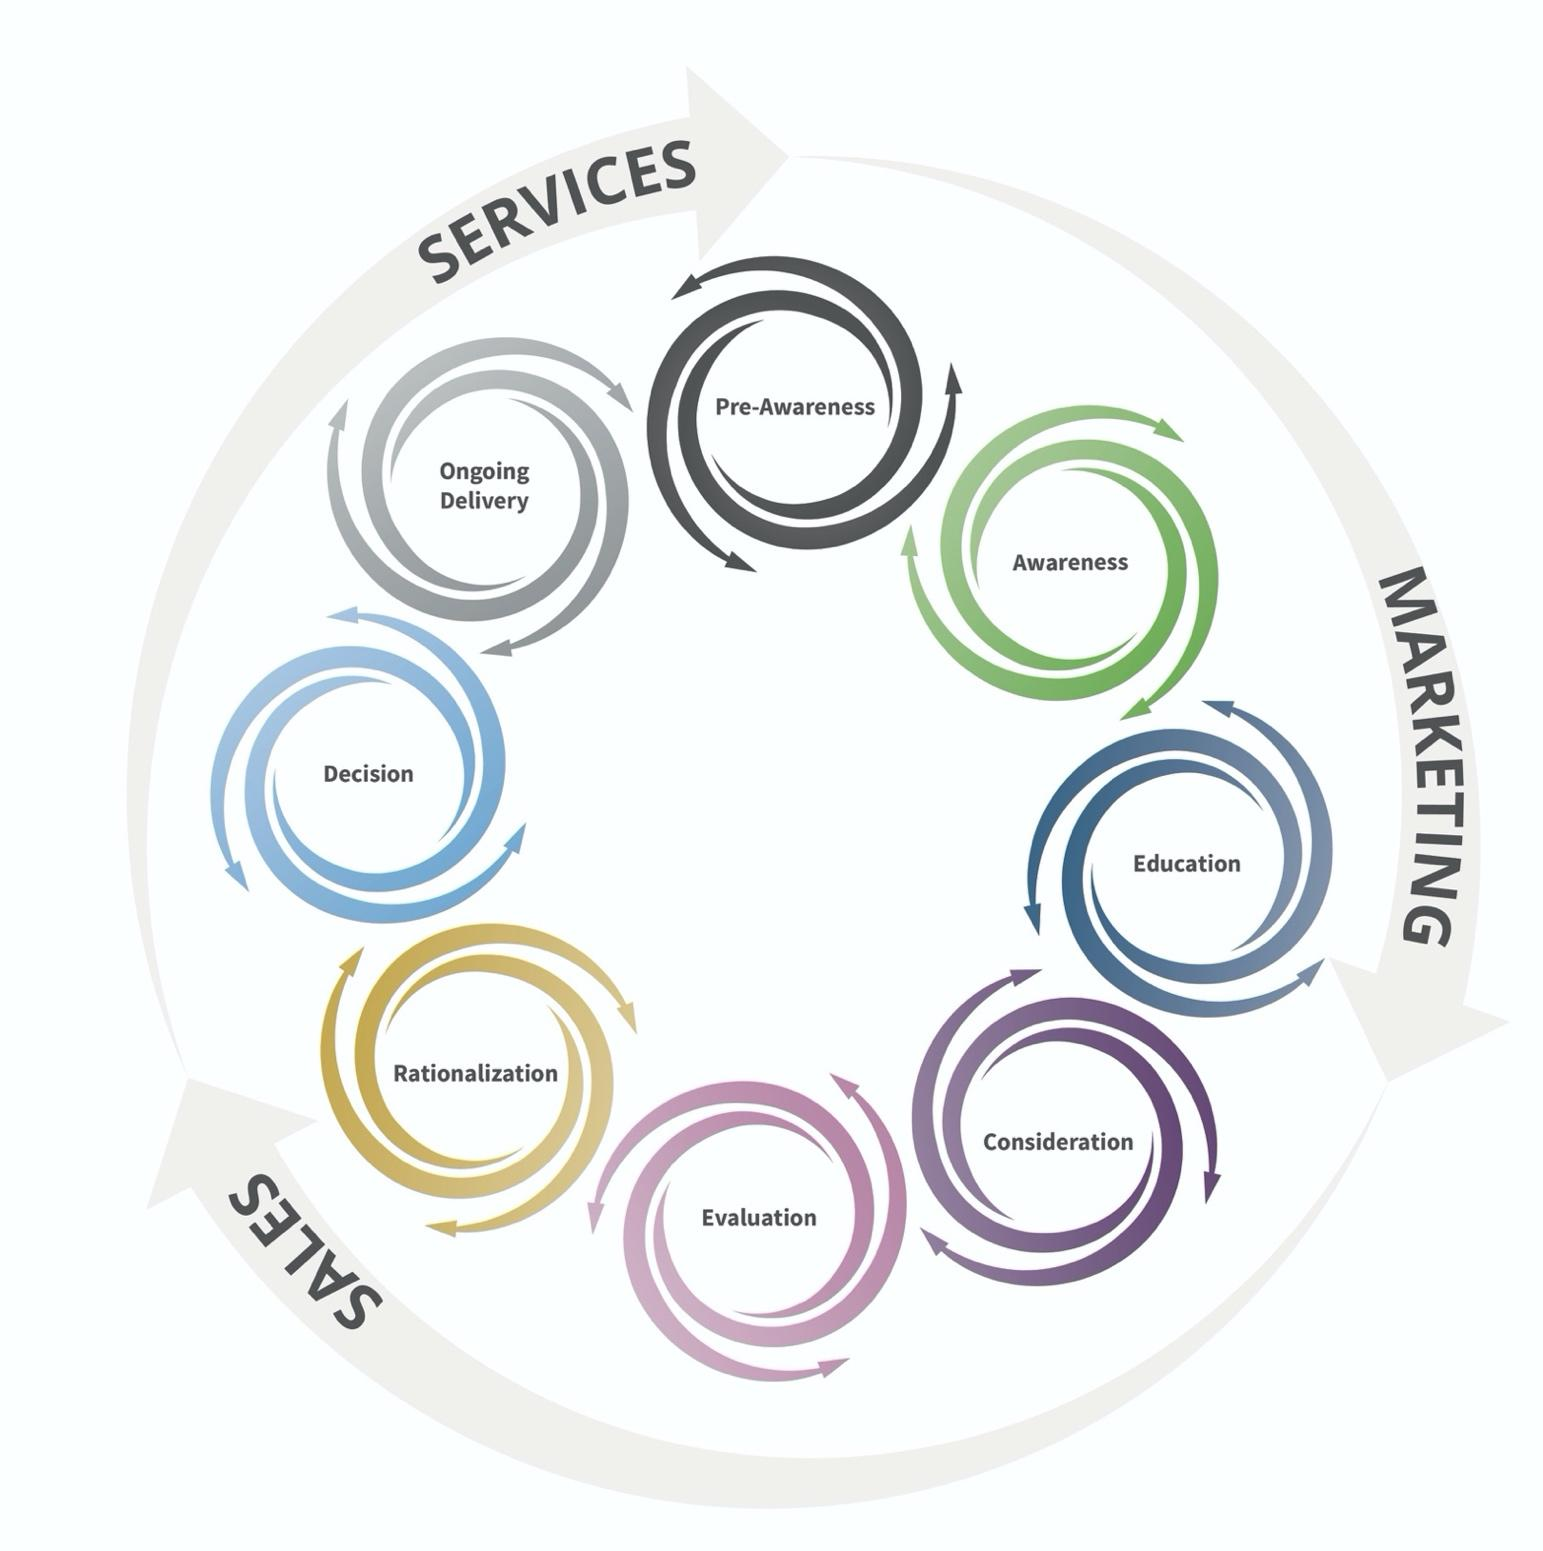 SERVICES
MARKETING
SALES
Pre-Awareness
Awareness
Education
Consideration
Evaluation
Rationalization
Decision
Ongoing
Delivery